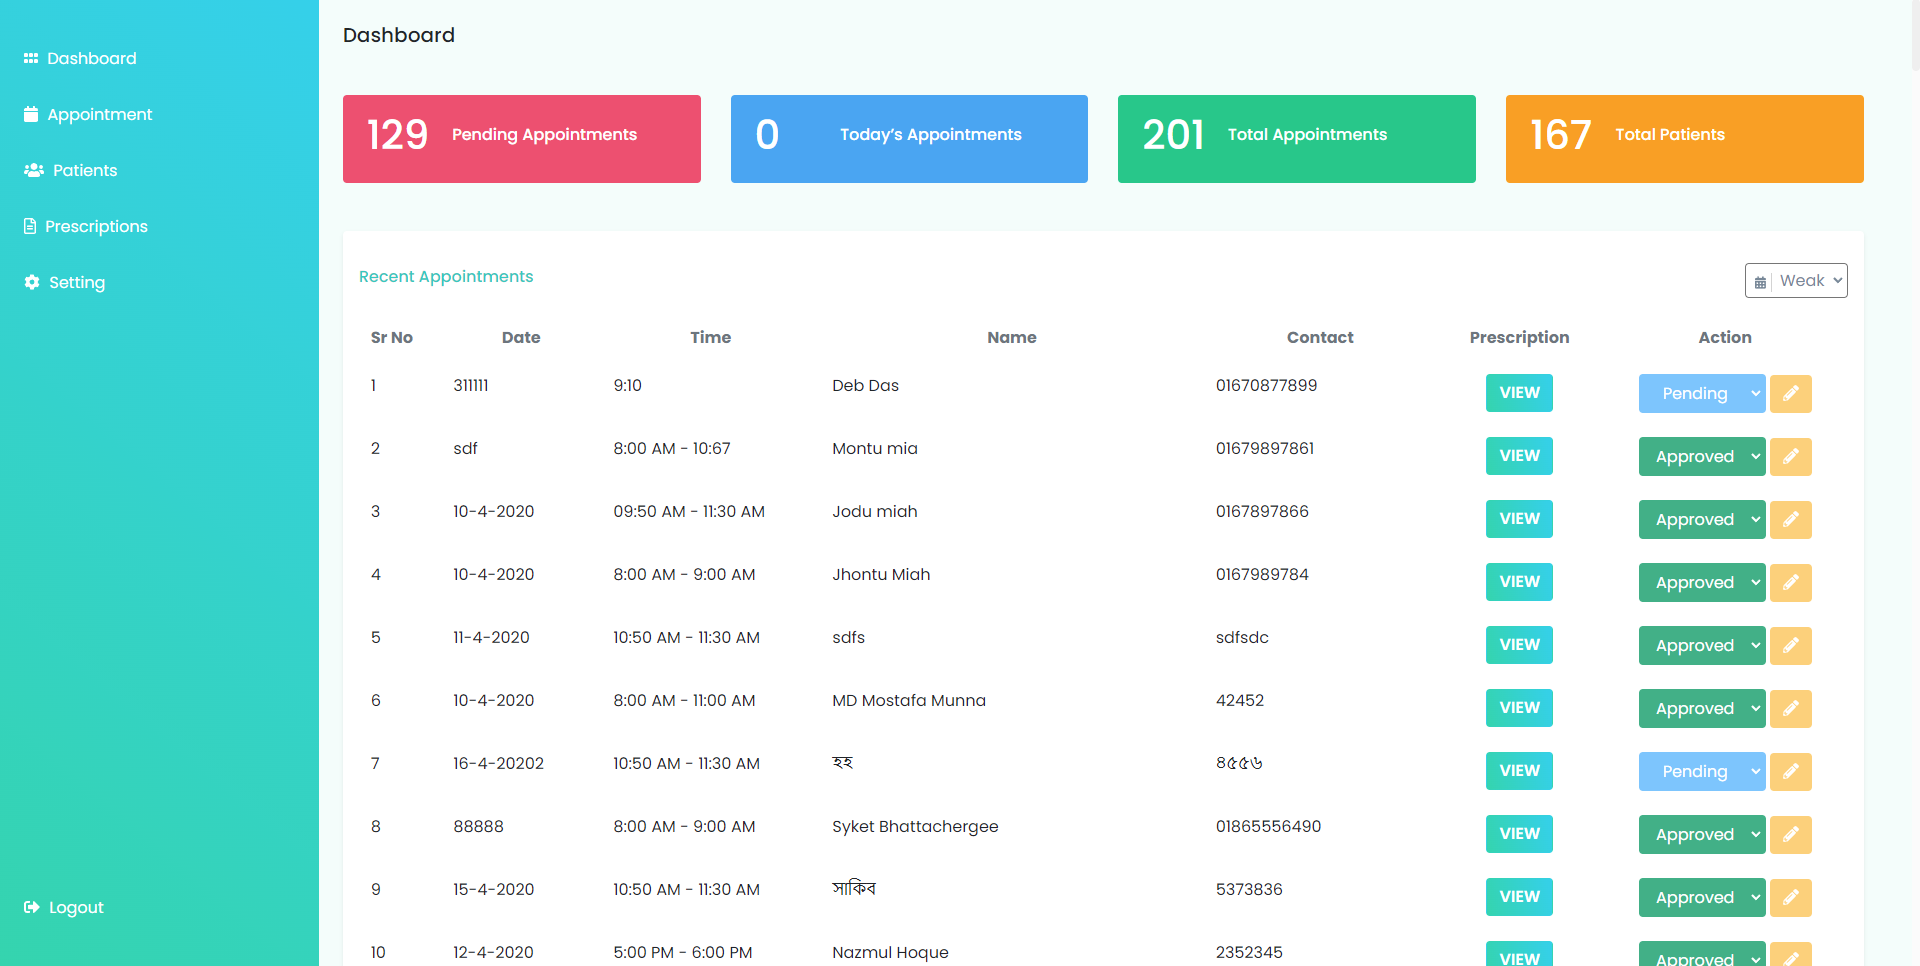 Dashboard
Appointment
Patients
Prescriptions
Setting
Logout
Dashboard
129 Pending Appointments
0 Today's Appointments
201 Total Appointments
167 Total Patients
Recent Appointments
Weak
Sr No Date Time Name Contact Prescription Action
1 311111 9:10 Deb Das 01670877899 VIEW Pending
2 sdf 8:00 AM - 10:67 Montu mia 01679897861 VIEW Approved
3 10-4-2020 09:50 AM - 11:30 AM Jodu miah 0167897866 VIEW Approved
4 10-4-2020 8:00 AM - 9:00 AM Jhontu Miah 0167989784 VIEW Approved
5 11-4-2020 10:50 AM - 11:30 AM sdfs sdfsdc VIEW Approved
6 10-4-2020 8:00 AM - 11:00 AM MD Mostafa Munna 42452 VIEW Approved
7 16-4-20202 10:50 AM - 11:30 AM হহ ৪৫৫৬ VIEW Pending
8 88888 8:00 AM - 9:00 AM Syket Bhattachergee 01865556490 VIEW Approved
9 15-4-2020 10:50 AM - 11:30 AM সাকিব 5373836 VIEW Approved
10 12-4-2020 5:00 PM - 6:00 PM Nazmul Hoque 2352345 VIEW Approved